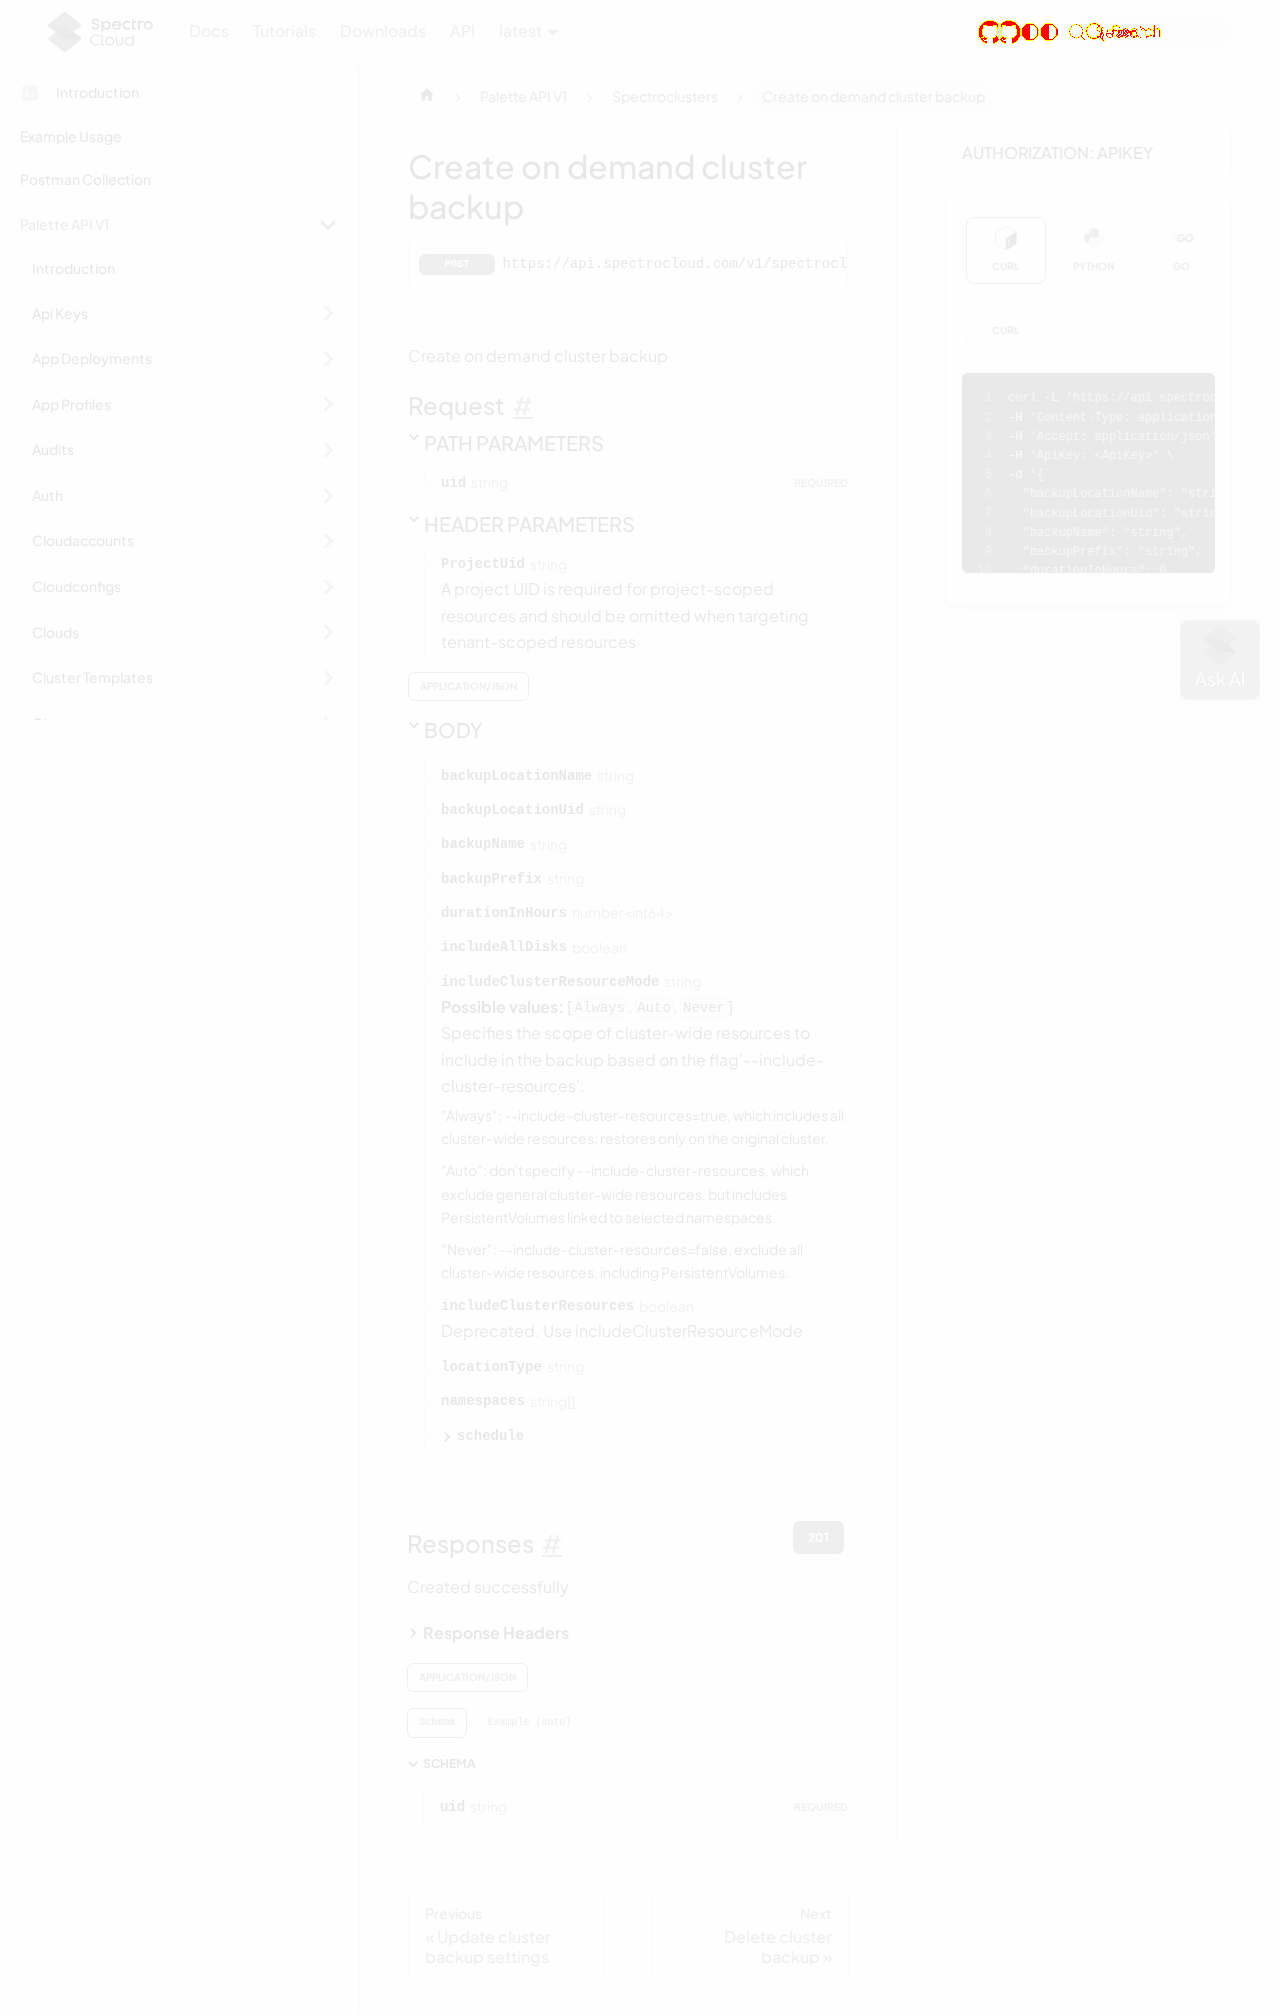 Spectro
Cloud
Docs
Tutorials
Downloads
API
latest
Introduction
Example Usage
Postman Collection
Palette API V1
Introduction
Api Keys
App Deployments
App Profiles
Audits
Auth
Cloudaccounts
Cloudconfigs
Clouds
Cluster Templates
Palette API V1
Spectroclusters
Create on demand cluster backup
Create on demand cluster
backup
POST https://api.spectrocloud.com/v1/spectrocl
Create on demand cluster backup
Request #
PATH PARAMETERS
uid string REQUIRED
HEADER PARAMETERS
ProjectUid string
A project UID is required for project-scoped
resources and should be omitted when targeting
tenant-scoped resources
APPLICATION/JSON
BODY
backupLocationName string
backupLocationUid string
backupName string
backupPrefix string
durationInHours number<int64>
includeAllDisks boolean
includeClusterResourceMode string
Possible values: [Always, Auto, Never]
Specifies the scope of cluster-wide resources to
include in the backup based on the flag'--include-
cluster-resources':
"Always": --include-cluster-resources=true, which includes all
cluster-wide resources; restores only on the original cluster.
"Auto": don't specify --include-cluster-resources, which
exclude general cluster-wide resources, but includes
PersistentVolumes linked to selected namespaces.
"Never": --include-cluster-resources=false, exclude all
cluster-wide resources, including PersistentVolumes.
includeClusterResources boolean
Deprecated. Use includeClusterResourceMode
locationType string
namespaces string[]
schedule
Responses #
201
Created successfully
Response Headers
APPLICATION/JSON
Schema
Example (auto)
SCHEMA
uid string REQUIRED
Previous
« Update cluster
backup settings
Next
Delete cluster
backup »
AUTHORIZATION: APIKEY
CURL
PYTHON
GO
CURL
1 curl -L 'https://api.spectroc
2 -H 'Content-Type: application
3 -H 'Accept: application/json'
4 -H 'ApiKey: <ApiKey>' \
5 -d '{
6 "backupLocationName": "stri
7 "backupLocationUid": "strin
8 "backupName": "string",
9 "backupPrefix": "string",
10 "durationInHours": 0,
Ask AI